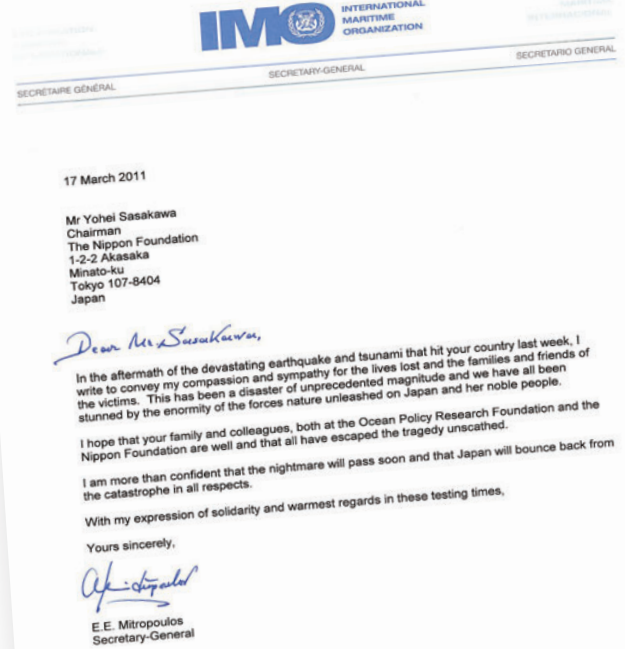 IMO
INTERNATIONAL
MARITIME
ORGANIZATION
SECRÉTAIRE GÉNÉRAL
SECRETARY-GENERAL
SECRETARIO GENERAL
17 March 2011
Mr Yohei Sasakawa
Chairman
The Nippon Foundation
1-2-2 Akasaka
Minato-ku
Tokyo 107-8404
Japan
Dear Mr. Sasakawa,
In the aftermath of the devastating earthquake and tsunami that hit your country last week, I
write to convey my compassion and sympathy for the lives lost and the families and friends of
the victims. This has been a disaster of unprecedented magnitude and we have all been
stunned by the enormity of the forces nature unleashed on Japan and her noble people.
I hope that your family and colleagues, both at the Ocean Policy Research Foundation and the
Nippon Foundation are well and that all have escaped the tragedy unscathed.
I am more than confident that the nightmare will pass soon and that Japan will bounce back from
the catastrophe in all respects.
With my expression of solidarity and warmest regards in these testing times,
Yours sincerely,
E.E. Mitropoulos
Secretary-General